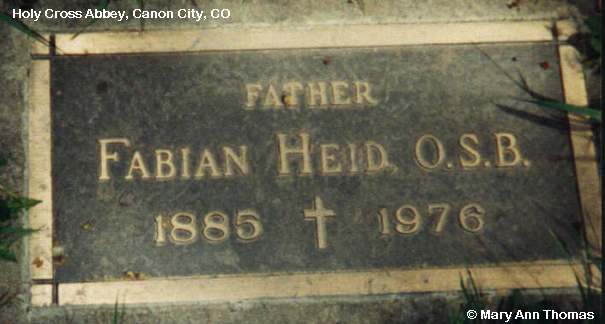 Holy Cross Abbey, Canon City, CO
FATHER
FABIAN HEID, O.S.B.
1885 1976
© Mary Ann Thomas